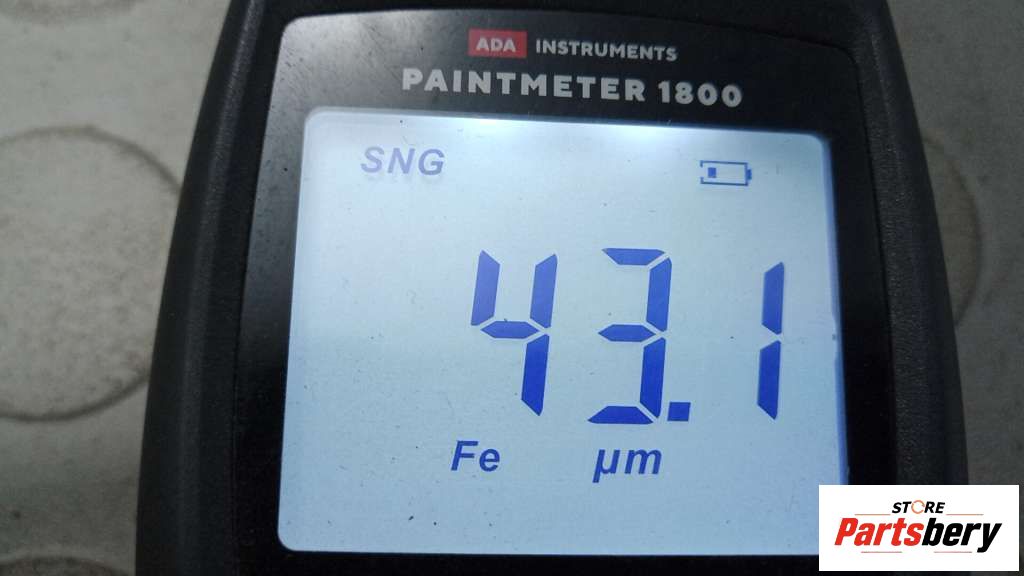 ADA INSTRUMENTS
PAINTMETER 1800
SNG
43.1
Fe µm
STORE
Partsbery